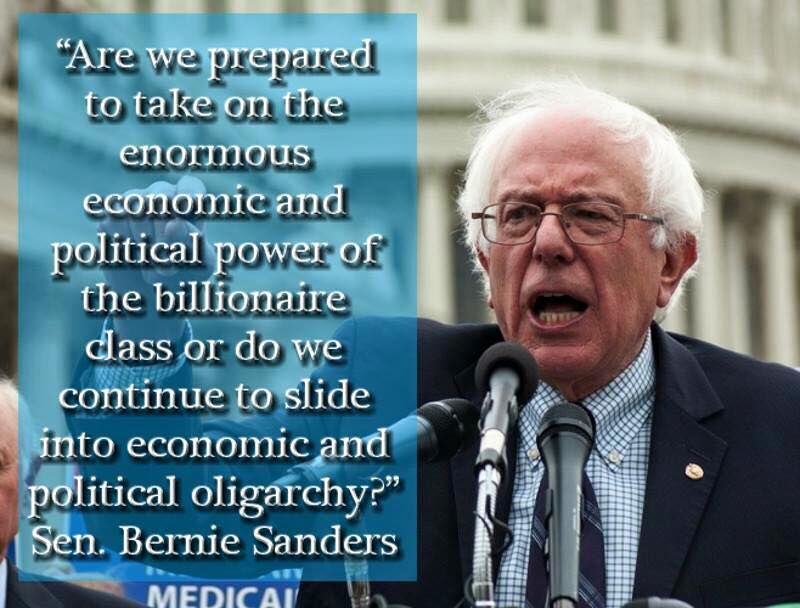 “Are we prepared
to take on the
enormous
economic and
political power of
the billionaire
class or do we
continue to slide
into economic and
political oligarchy?”
Sen. Bernie Sanders